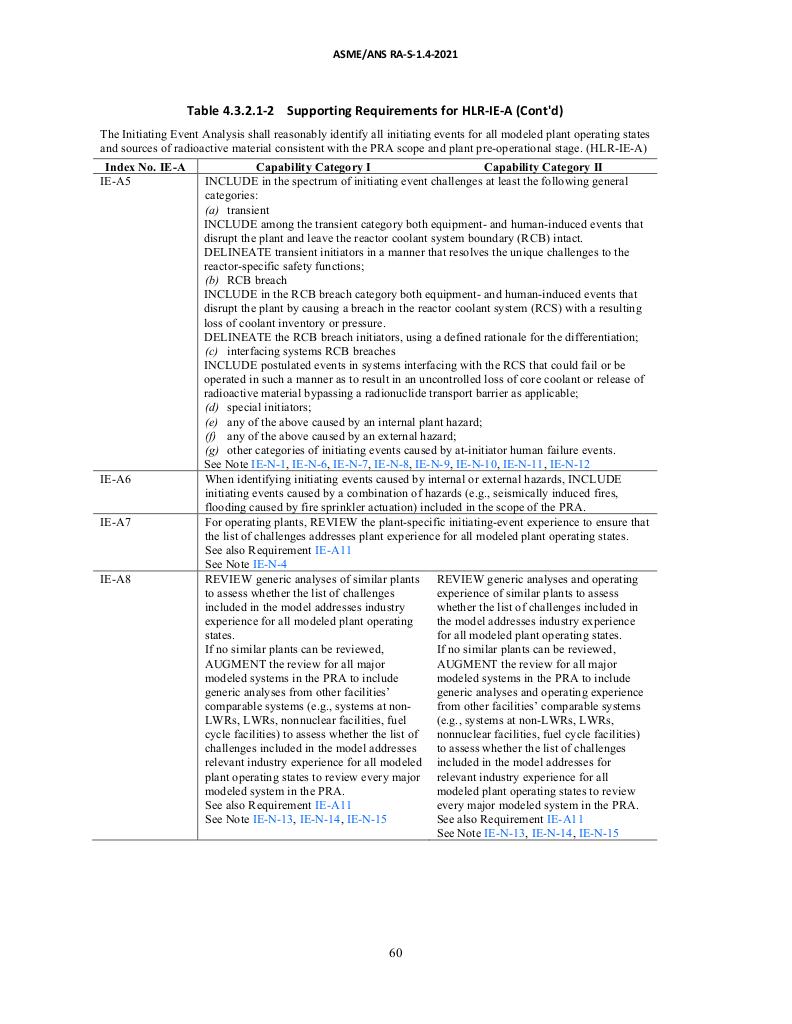 ASME/ANS RA-S-1.4-2021
Table 4.3.2.1-2 Supporting Requirements for HLR-IE-A (Cont'd)
The Initiating Event Analysis shall reasonably identify all initiating events for all modeled plant operating states
and sources of radioactive material consistent with the PRA scope and plant pre-operational stage. (HLR-IE-A)
Index No. IE-A Capability Category I Capability Category II
IE-A5 INCLUDE in the spectrum of initiating event challenges at least the following general
categories:
(a) transient
INCLUDE among the transient category both equipment- and human-induced events that
disrupt the plant and leave the reactor coolant system boundary (RCB) intact.
DELINEATE transient initiators in a manner that resolves the unique challenges to the
reactor-specific safety functions;
(b) RCB breach
INCLUDE in the RCB breach category both equipment- and human-induced events that
disrupt the plant by causing a breach in the reactor coolant system (RCS) with a resulting
loss of coolant inventory or pressure.
DELINEATE the RCB breach initiators, using a defined rationale for the differentiation;
(c) interfacing systems RCB breaches
INCLUDE postulated events in systems interfacing with the RCS that could fail or be
operated in such a manner as to result in an uncontrolled loss of core coolant or release of
radioactive material bypassing a radionuclide transport barrier as applicable;
(d) special initiators;
(e) any of the above caused by an internal plant hazard;
(f) any of the above caused by an external hazard;
(g) other categories of initiating events caused by at-initiator human failure events.
See Note IE-N-1, IE-N-6, IE-N-7, IE-N-8, IE-N-9, IE-N-10, IE-N-11, IE-N-12
IE-A6 When identifying initiating events caused by internal or external hazards, INCLUDE
initiating events caused by a combination of hazards (e.g., seismically induced fires,
flooding caused by fire sprinkler actuation) included in the scope of the PRA.
IE-A7 For operating plants, REVIEW the plant-specific initiating-event experience to ensure that
the list of challenges addresses plant experience for all modeled plant operating states.
See also Requirement IE-A11
See Note IE-N-4
IE-A8 REVIEW generic analyses of similar plants
to assess whether the list of challenges
included in the model addresses industry
experience for all modeled plant operating
states.
If no similar plants can be reviewed,
AUGMENT the review for all major
modeled systems in the PRA to include
generic analyses from other facilities'
comparable systems (e.g., systems at non-
LWRs, LWRs, nonnuclear facilities, fuel
cycle facilities) to assess whether the list of
challenges included in the model addresses
relevant industry experience for all modeled
plant operating states to review every major
modeled system in the PRA.
See also Requirement IE-A11
See Note IE-N-13, IE-N-14, IE-N-15
REVIEW generic analyses and operating
experience of similar plants to assess
whether the list of challenges included in
the model addresses industry experience
for all modeled plant operating states.
If no similar plants can be reviewed,
AUGMENT the review for all major
modeled systems in the PRA to include
generic analyses and operating experience
from other facilities' comparable systems
(e.g., systems at non-LWRs, LWRs,
nonnuclear facilities, fuel cycle facilities)
to assess whether the list of challenges
included in the model addresses for
relevant industry experience for all
modeled plant operating states to review
every major modeled system in the PRA.
See also Requirement IE-A11
See Note IE-N-13, IE-N-14, IE-N-15
60